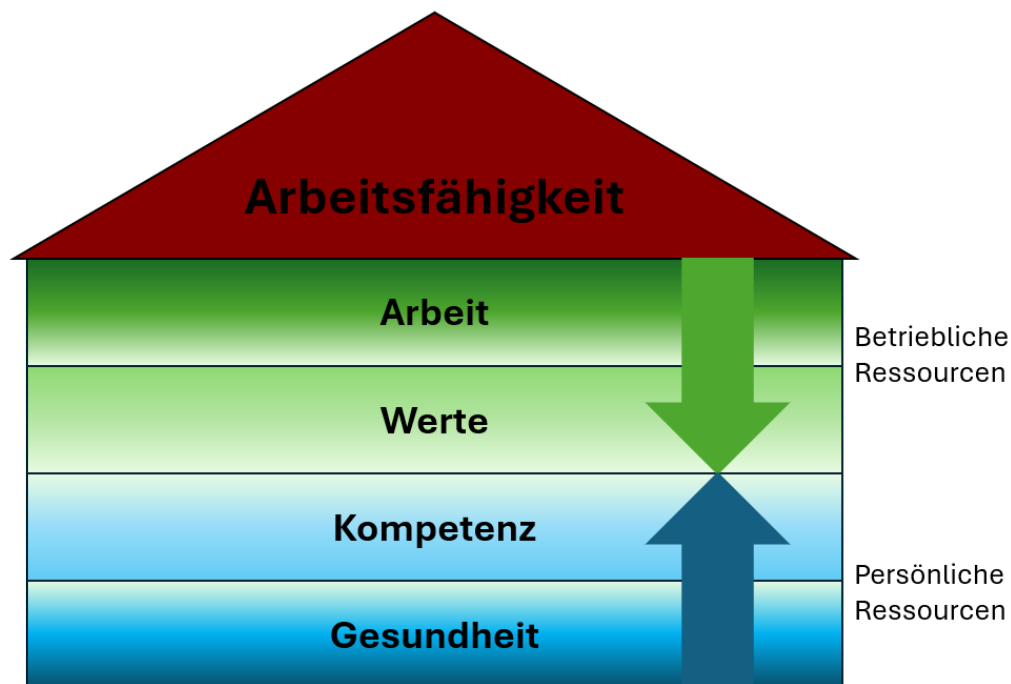 Arbeitsfähigkeit
Arbeit
Betriebliche
Ressourcen
Werte
Kompetenz
Persönliche
Ressourcen
Gesundheit